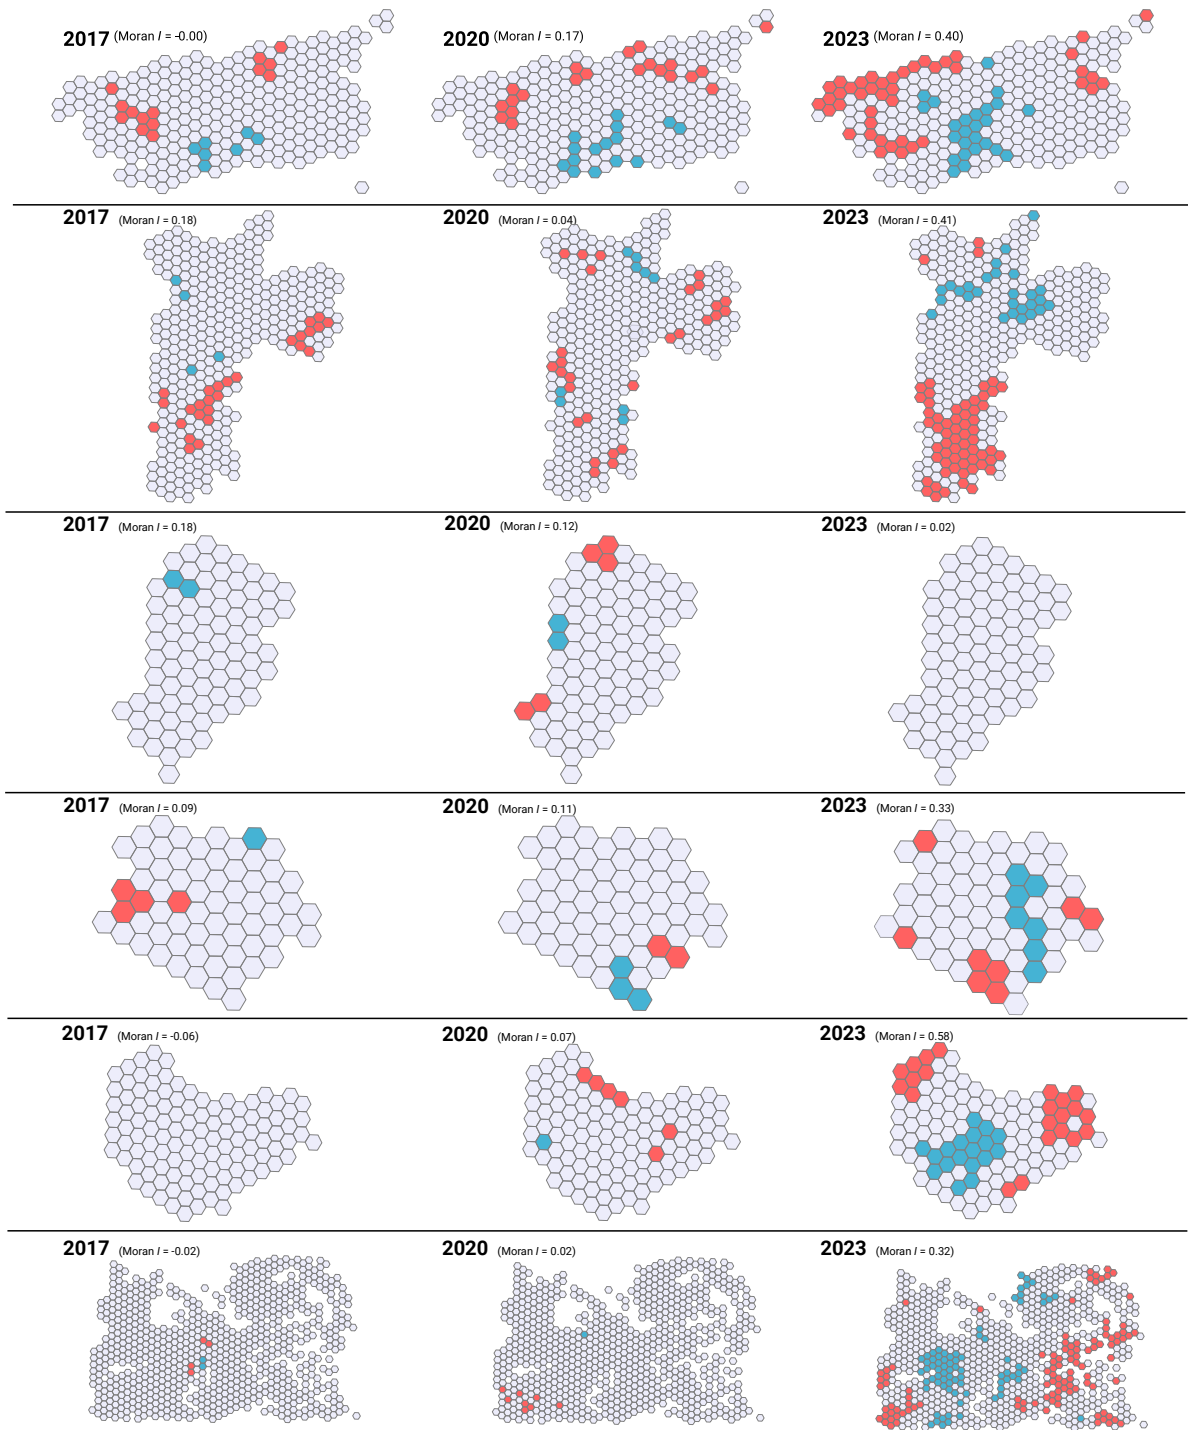 2017 (Moran I = -0.00)
2020 (Moran I = 0.17)
2023 (Moran I = 0.40)
2017 (Moran I = 0.18)
2020 (Moran I = 0.04)
2023 (Moran I = 0.41)
2017 (Moran I = 0.18)
2020 (Moran I = 0.12)
2023 (Moran I = 0.02)
2017 (Moran I = 0.09)
2020 (Moran I = 0.11)
2023 (Moran I = 0.33)
2017 (Moran I = -0.06)
2020 (Moran I = 0.07)
2023 (Moran I = 0.58)
2017 (Moran I = -0.02)
2020 (Moran I = 0.02)
2023 (Moran I = 0.32)